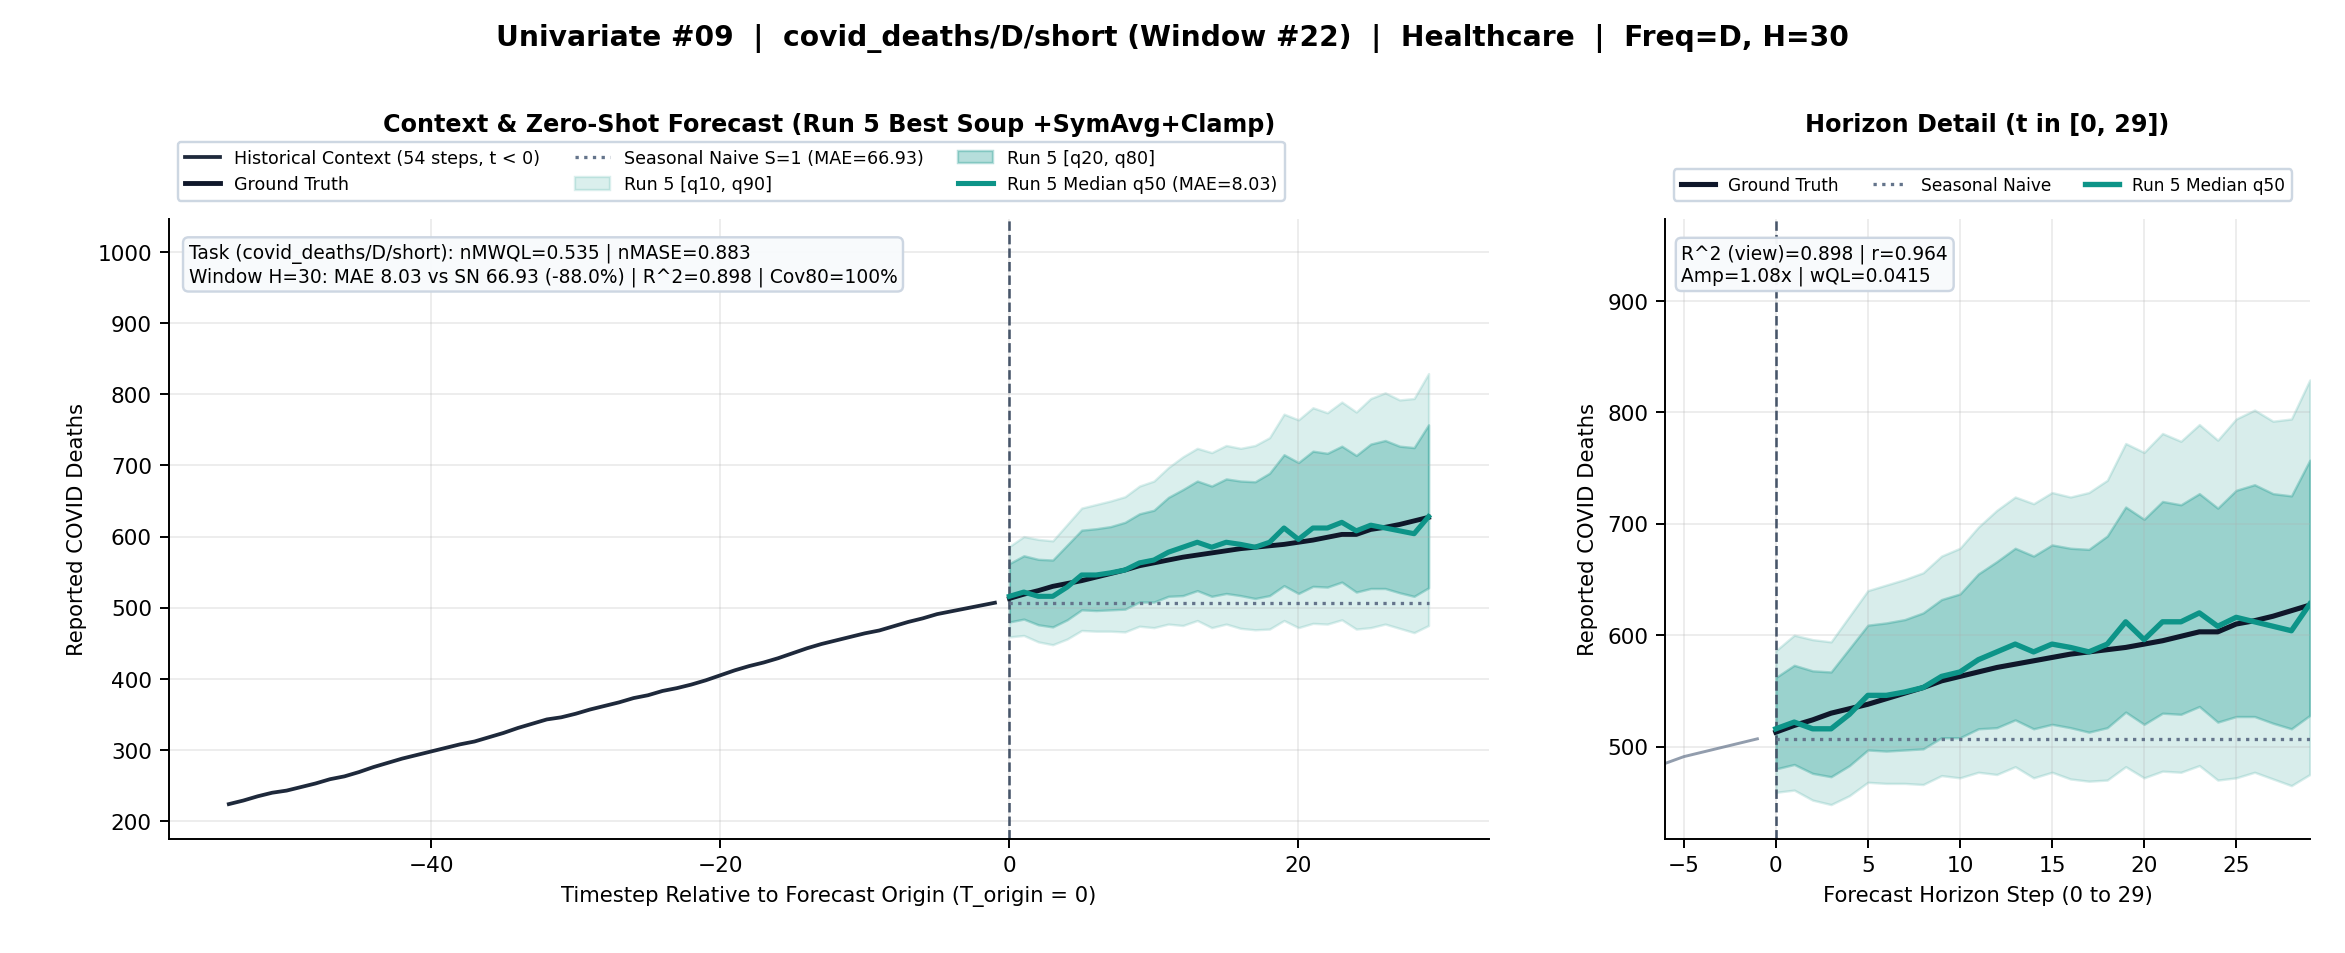 Univariate #09 | covid_deaths/D/short (Window #22) | Healthcare | Freq=D, H=30
Context & Zero-Shot Forecast (Run 5 Best Soup +SymAvg+Clamp)
Historical Context (54 steps, t < 0)
Ground Truth
Seasonal Naive S=1 (MAE=66.93)
Run 5 [q10, q90]
Run 5 [q20, q80]
Run 5 Median q50 (MAE=8.03)
Task (covid_deaths/D/short): nMWQL=0.535 | nMASE=0.883
Window H=30: MAE 8.03 vs SN 66.93 (-88.0%) | R^2=0.898 | Cov80=100%
Reported COVID Deaths
1000
900
800
700
600
500
400
300
200
−40
−20
0
20
Timestep Relative to Forecast Origin (T_origin = 0)
Horizon Detail (t in [0, 29])
Ground Truth
Seasonal Naive
Run 5 Median q50
R^2 (view)=0.898 | r=0.964
Amp=1.08x | wQL=0.0415
Reported COVID Deaths
900
800
700
600
500
−5
0
5
10
15
20
25
Forecast Horizon Step (0 to 29)